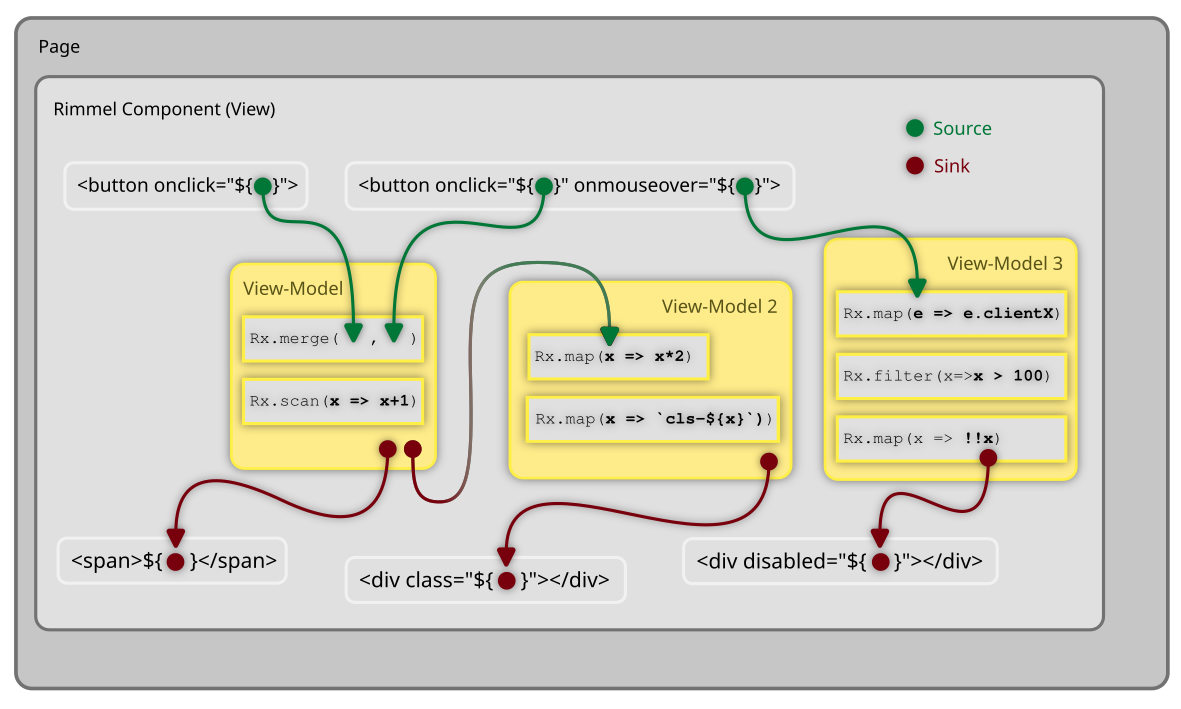 Page
Rimmel Component (View)
Source
Sink
<button onclick="${ }">
<button onclick="${ }" onmouseover="${ }">
View-Model
Rx.merge( , )
Rx.scan(x => x+1)
View-Model 2
Rx.map(x => x*2)
Rx.map(x => `cls-${x}`))
View-Model 3
Rx.map(e => e.clientX)
Rx.filter(x=>x > 100)
Rx.map(x => !!x)
<span>${ }</span>
<div class="${ }"></div>
<div disabled="${ }"></div>